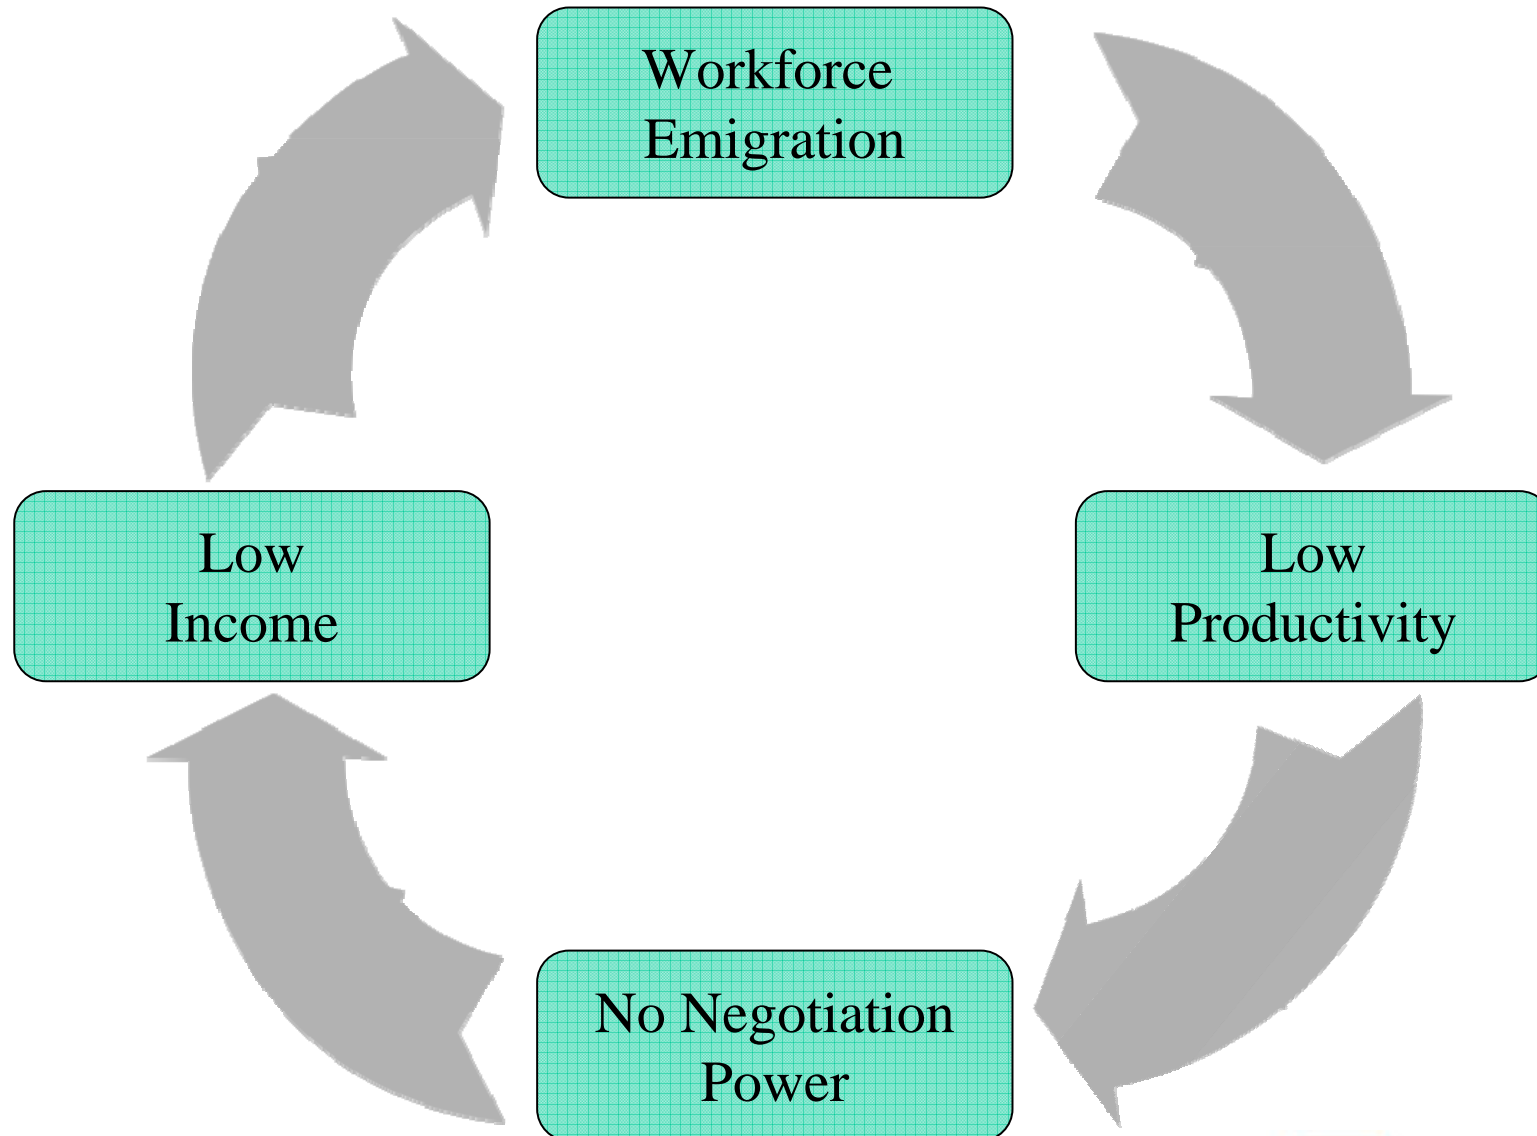 Workforce
Emigration
Low
Income
Low
Productivity
No Negotiation
Power